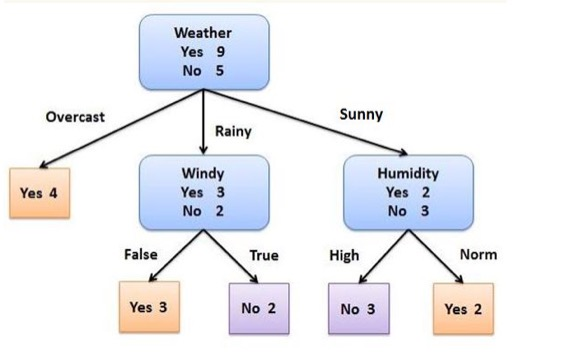 Weather
Yes 9
No 5
Overcast
Rainy
Sunny
Yes 4
Windy
Yes 3
No 2
Humidity
Yes 2
No 3
False
True
High
Norm
Yes 3
No 2
No 3
Yes 2